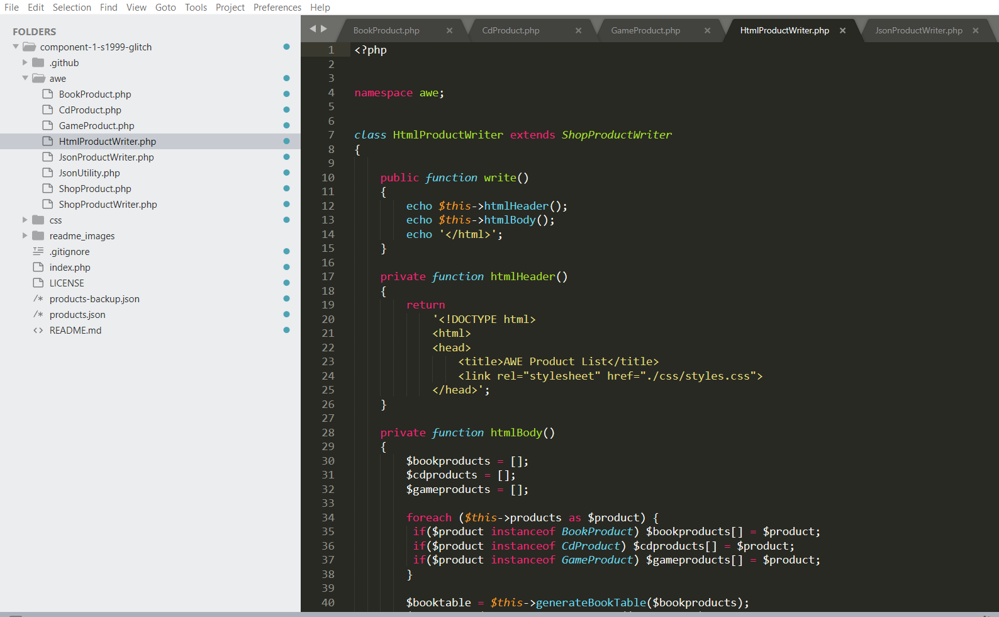 File Edit Selection Find View Goto Tools Project Preferences Help
FOLDERS
component-1-s1999-glitch
.github
awe
BookProduct.php
CdProduct.php
GameProduct.php
HtmlProductWriter.php
JsonProductWriter.php
JsonUtility.php
ShopProduct.php
ShopProductWriter.php
css
readme_images
.gitignore
index.php
LICENSE
/* products-backup.json
/* products.json
<> README.md
BookProduct.php × CdProduct.php × GameProduct.php × HtmlProductWriter.php × JsonProductWriter.php ×
1 <?php
2
3
4 namespace awe;
5
6
7 class HtmlProductWriter extends ShopProductWriter
8 {
9
10 public function write()
11 {
12 echo $this->htmlHeader();
13 echo $this->htmlBody();
14 echo '</html>';
15 }
16
17 private function htmlHeader()
18 {
19 return
20 '<!DOCTYPE html>
21 <html>
22 <head>
23 <title>AWE Product List</title>
24 <link rel="stylesheet" href="./css/styles.css">
25 </head>';
26 }
27
28 private function htmlBody()
29 {
30 $bookproducts = [];
31 $cdproducts = [];
32 $gameproducts = [];
33
34 foreach ($this->products as $product) {
35 if($product instanceof BookProduct) $bookproducts[] = $product;
36 if($product instanceof CdProduct) $cdproducts[] = $product;
37 if($product instanceof GameProduct) $gameproducts[] = $product;
38 }
39
40 $booktable = $this->generateBookTable($bookproducts);